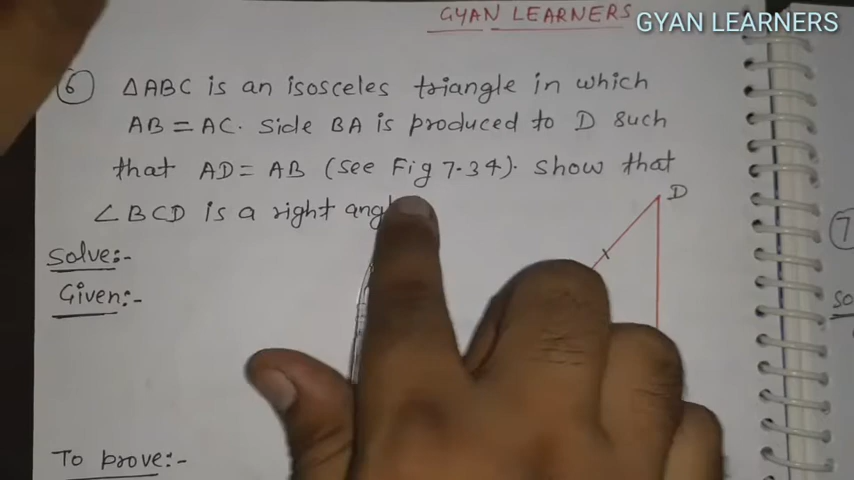 GYAN LEARNERS
GYAN LEARNERS
6 ΔABC is an isosceles triangle in which
AB = AC. Side BA is produced to D such
that AD = AB (see Fig 7.34). Show that
∠BCD is a right
D
Solve:-
Given:-
To prove:-
7